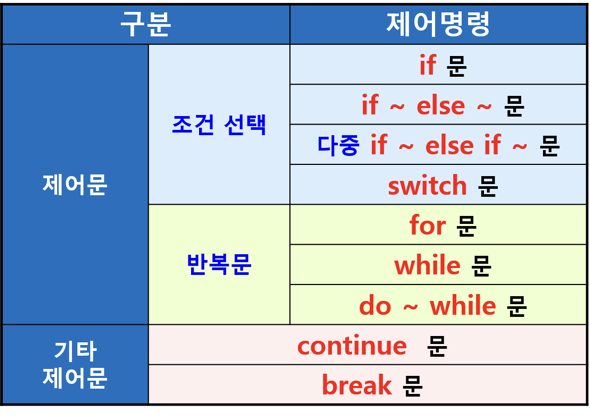 구분 제어명령
제어문
조건 선택
if 문
if ~ else ~ 문
다중 if ~ else if ~ 문
switch 문
반복문
for 문
while 문
do ~ while 문
기타
제어문
continue 문
break 문